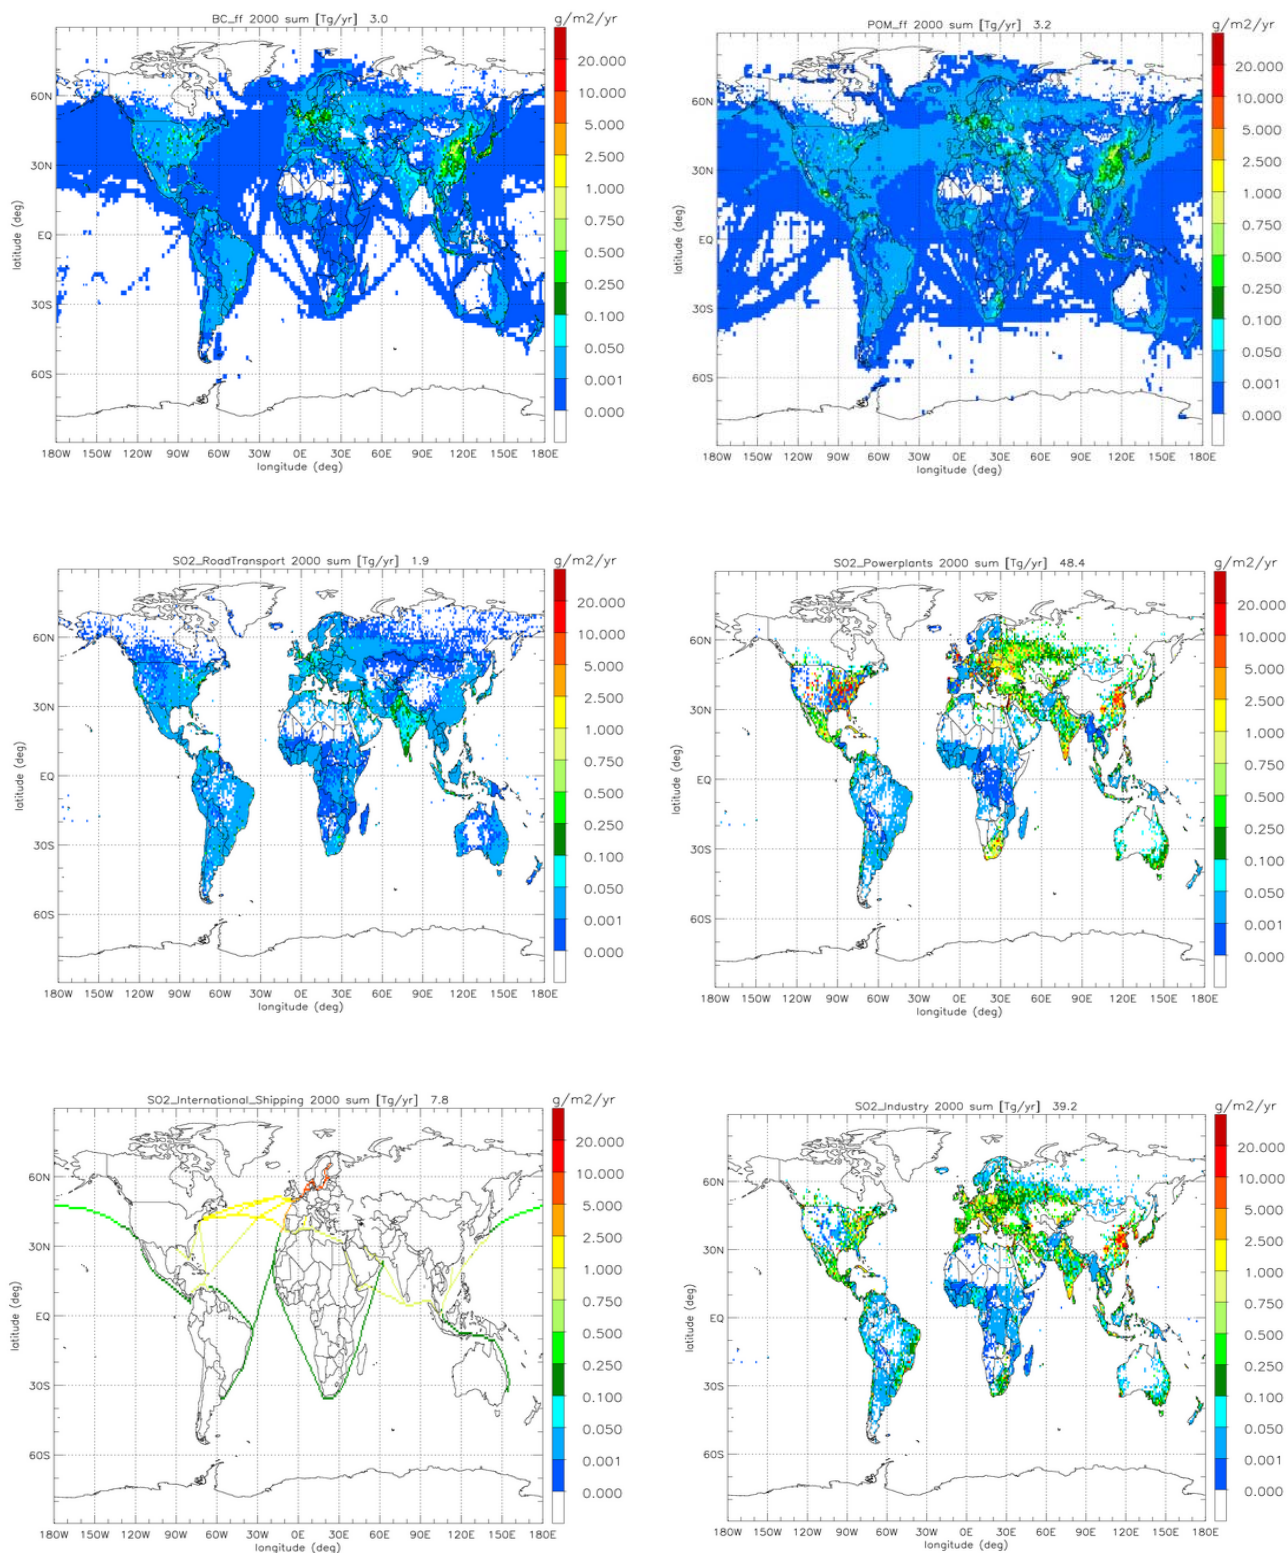 BC_ff 2000 sum [Tg/yr] 3.0
g/m2/yr
20.000
10.000
5.000
2.500
1.000
0.750
0.500
0.250
0.100
0.050
0.001
0.000
60N
30N
EQ
30S
60S
latitude (deg)
180W 150W 120W 90W 60W 30W 0E 30E 60E 90E 120E 150E 180E
longitude (deg)
POM_ff 2000 sum [Tg/yr] 3.2
g/m2/yr
20.000
10.000
5.000
2.500
1.000
0.750
0.500
0.250
0.100
0.050
0.001
0.000
60N
30N
EQ
30S
60S
latitude (deg)
180W 150W 120W 90W 60W 30W 0E 30E 60E 90E 120E 150E 180E
longitude (deg)
SO2_RoadTransport 2000 sum [Tg/yr] 1.9
g/m2/yr
20.000
10.000
5.000
2.500
1.000
0.750
0.500
0.250
0.100
0.050
0.001
0.000
60N
30N
EQ
30S
60S
latitude (deg)
180W 150W 120W 90W 60W 30W 0E 30E 60E 90E 120E 150E 180E
longitude (deg)
SO2_Powerplants 2000 sum [Tg/yr] 48.4
g/m2/yr
20.000
10.000
5.000
2.500
1.000
0.750
0.500
0.250
0.100
0.050
0.001
0.000
60N
30N
EQ
30S
60S
latitude (deg)
180W 150W 120W 90W 60W 30W 0E 30E 60E 90E 120E 150E 180E
longitude (deg)
SO2_International_Shipping 2000 sum [Tg/yr] 7.8
g/m2/yr
20.000
10.000
5.000
2.500
1.000
0.750
0.500
0.250
0.100
0.050
0.001
0.000
60N
30N
EQ
30S
60S
latitude (deg)
180W 150W 120W 90W 60W 30W 0E 30E 60E 90E 120E 150E 180E
longitude (deg)
SO2_Industry 2000 sum [Tg/yr] 39.2
g/m2/yr
20.000
10.000
5.000
2.500
1.000
0.750
0.500
0.250
0.100
0.050
0.001
0.000
60N
30N
EQ
30S
60S
latitude (deg)
180W 150W 120W 90W 60W 30W 0E 30E 60E 90E 120E 150E 180E
longitude (deg)